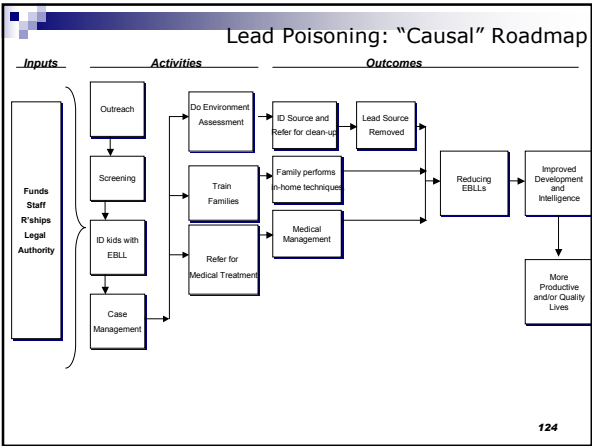 Lead Poisoning: “Causal” Roadmap
Inputs
Activities
Outcomes
Funds
Staff
R'ships
Legal
Authority
Outreach
Screening
ID kids with
EBLL
Case
Management
Do Environment
Assessment
Train
Families
Refer for
Medical Treatment
ID Source and
Refer for clean-up
Lead Source
Removed
Family performs
in-home techniques
Medical
Management
Reducing
EBLLs
Improved
Development
and
Intelligence
More
Productive
and/or Quality
Lives
124